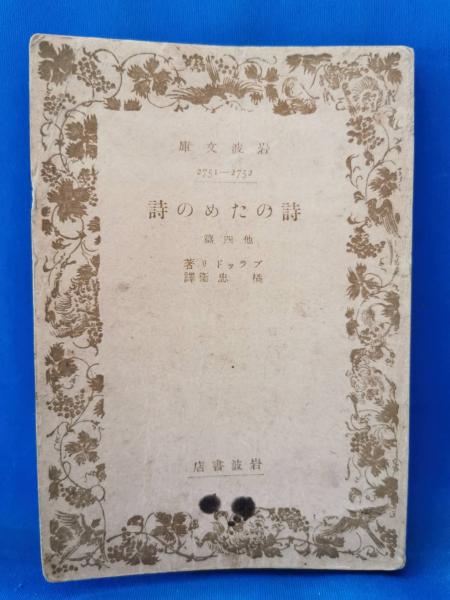 岩波文庫
2751—2752
詩のための詩
他四篇
ブラッドリ著
橘忠衛譯
岩波書店